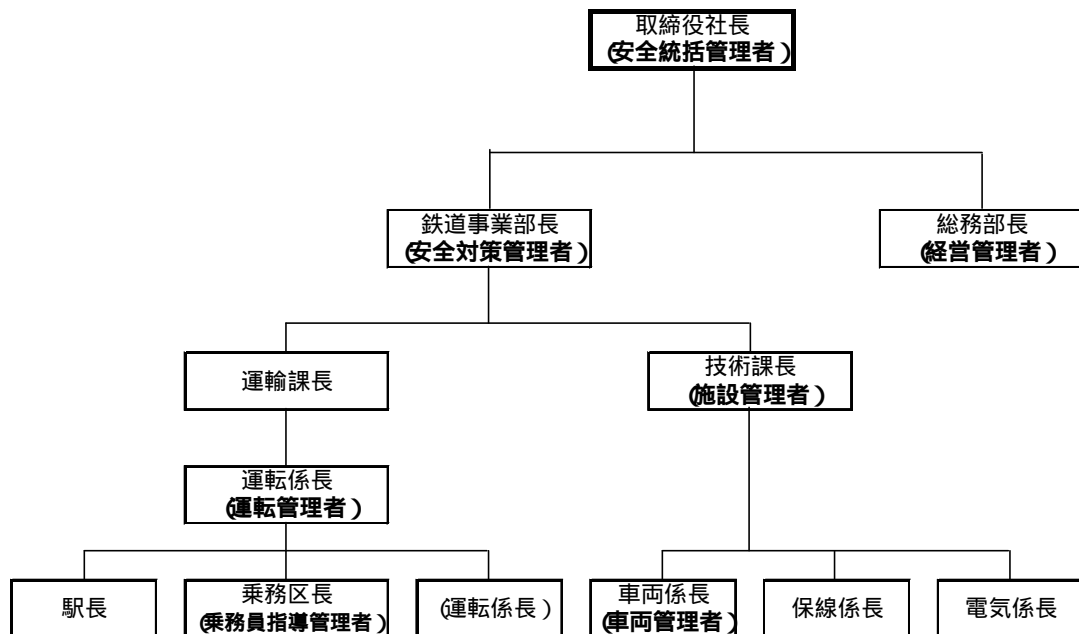 取締役社長
(安全統括管理者)
鉄道事業部長
(安全対策管理者)
総務部長
(経営管理者)
運輸課長
技術課長
(施設管理者)
運転係長
(運転管理者)
駅長
乗務区長
(乗務員指導管理者)
(運転係長)
車両係長
(車両管理者)
保線係長
電気係長